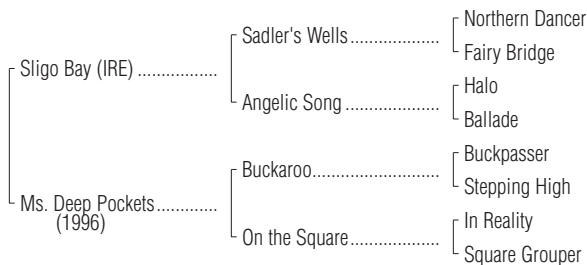 Northern Dancer
Sadler's Wells ....................
Fairy Bridge
Sligo Bay (IRE) ..................
Halo
Angelic Song .....................
Ballade
Buckpasser
Buckaroo...........................
Stepping High
Ms. Deep Pockets..............
(1996)
In Reality
On the Square....................
Square Grouper